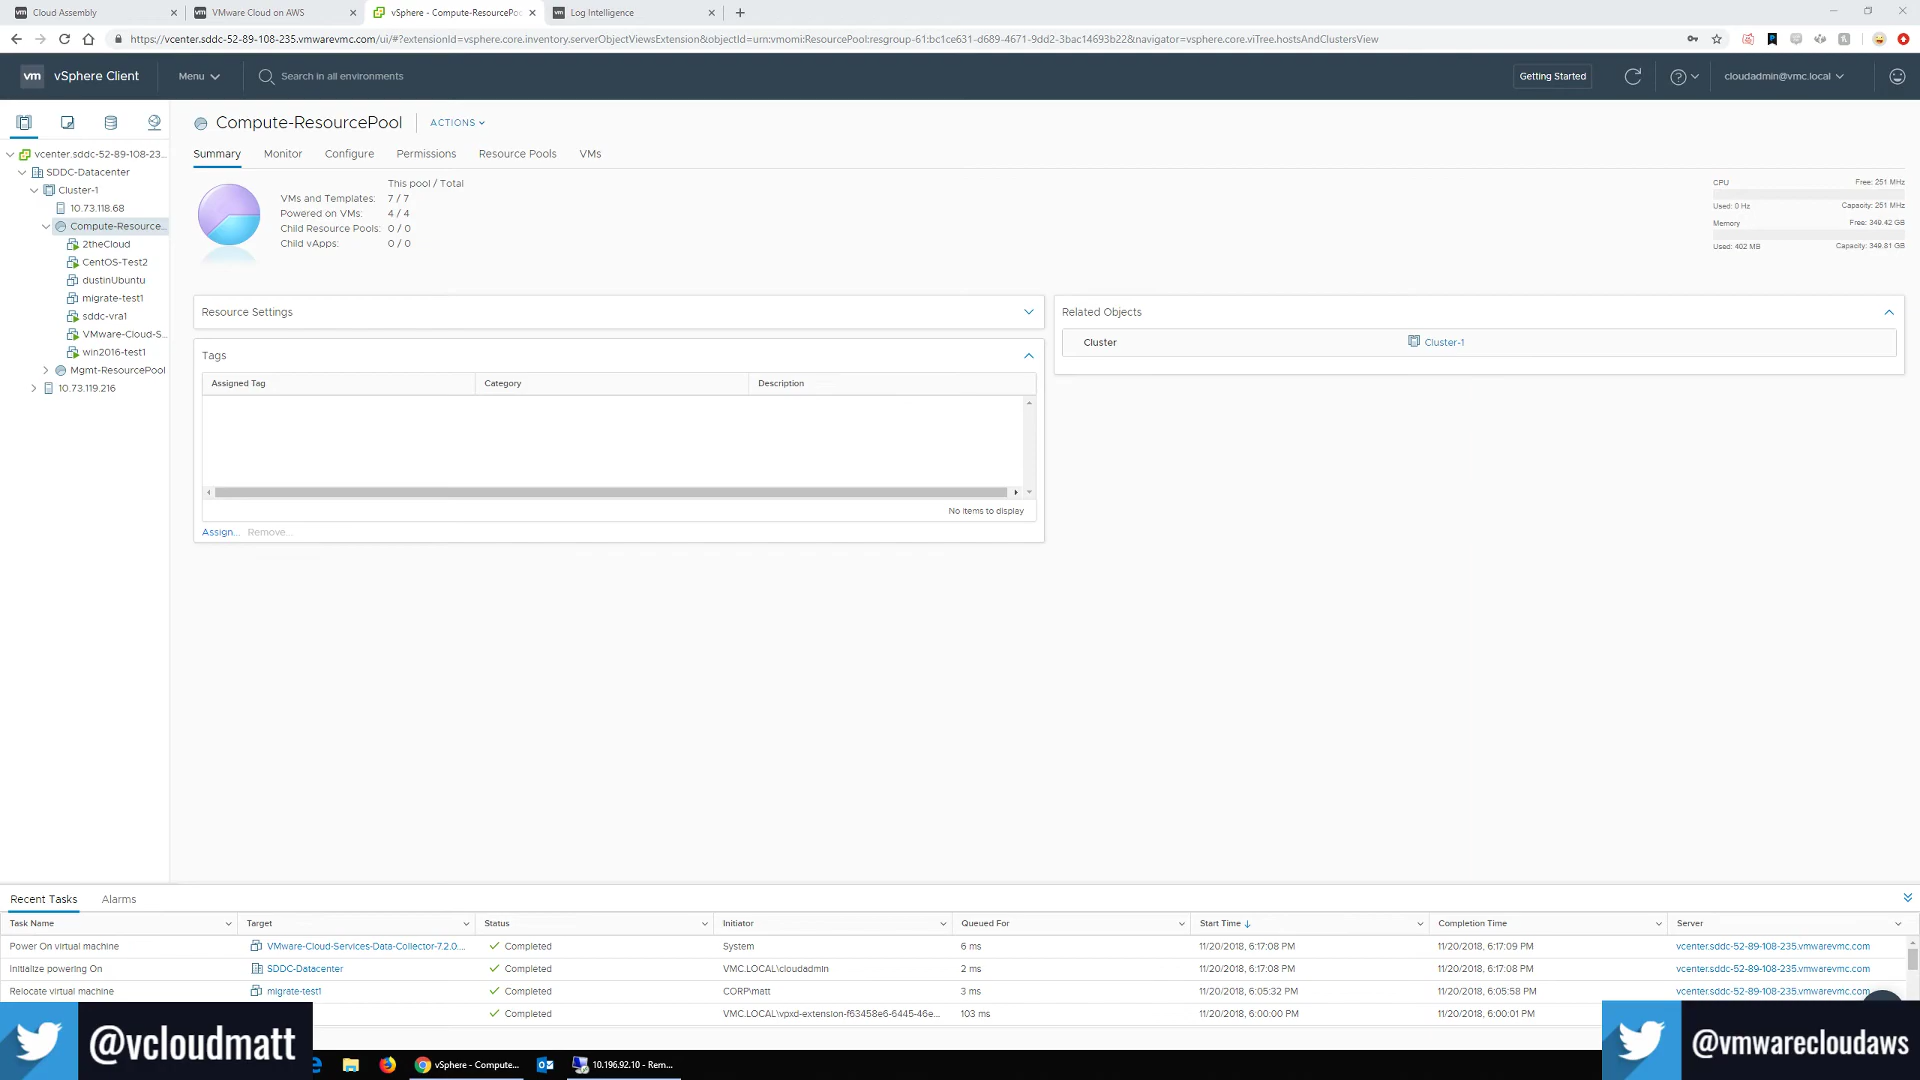 vm Cloud Assembly
vm VMware Cloud on AWS
vSphere - Compute-ResourcePoo
vm Log Intelligence
https://vcenter.sddc-52-89-108-235.vmwarevmc.com/ui/#?extensionId=vsphere.core.inventory.serverObjectViewsExtension&objectId=urn:vmomi:ResourcePool:resgroup-61:bc1ce631-d689-4671-9dd2-3bac14693b22&navigator=vsphere.core.viTree.hostsAndClustersView
vm vSphere Client
Menu
Search in all environments
Getting Started
cloudadmin@vmc.local
vcenter.sddc-52-89-108-23...
SDDC-Datacenter
Cluster-1
10.73.118.68
Compute-Resource...
2theCloud
CentOS-Test2
dustinUbuntu
migrate-test1
sddc-vra1
VMware-Cloud-S...
win2016-test1
Mgmt-ResourcePool
10.73.119.216
Compute-ResourcePool
ACTIONS
Summary Monitor Configure Permissions Resource Pools VMs
This pool / Total
VMs and Templates: 7 / 7
Powered on VMs: 4 / 4
Child Resource Pools: 0 / 0
Child vApps: 0 / 0
CPU Free: 251 MHz
Used: 0 Hz Capacity: 251 MHz
Memory Free: 349.42 GB
Used: 402 MB Capacity: 349.81 GB
Resource Settings
Tags
Assigned Tag Category Description
No items to display
Assign... Remove...
Related Objects
Cluster Cluster-1
Recent Tasks Alarms
Task Name Target Status Initiator Queued For Start Time Completion Time Server
Power On virtual machine VMware-Cloud-Services-Data-Collector-7.2.0.... Completed System 6 ms 11/20/2018, 6:17:08 PM 11/20/2018, 6:17:09 PM vcenter.sddc-52-89-108-235.vmwarevmc.com
Initialize powering On SDDC-Datacenter Completed VMC.LOCAL\cloudadmin 2 ms 11/20/2018, 6:17:08 PM 11/20/2018, 6:17:08 PM vcenter.sddc-52-89-108-235.vmwarevmc.com
Relocate virtual machine migrate-test1 Completed CORP\matt 3 ms 11/20/2018, 6:05:32 PM 11/20/2018, 6:05:58 PM vcenter.sddc-52-89-108-235.vmwarevmc.com
Completed VMC.LOCAL\vpxd-extension-f63458e6-6445-46e... 103 ms 11/20/2018, 6:00:00 PM 11/20/2018, 6:00:01 PM
@vcloudmatt
vSphere - Compute...
10.196.92.10 - Rem...
@vmwarecloudaws